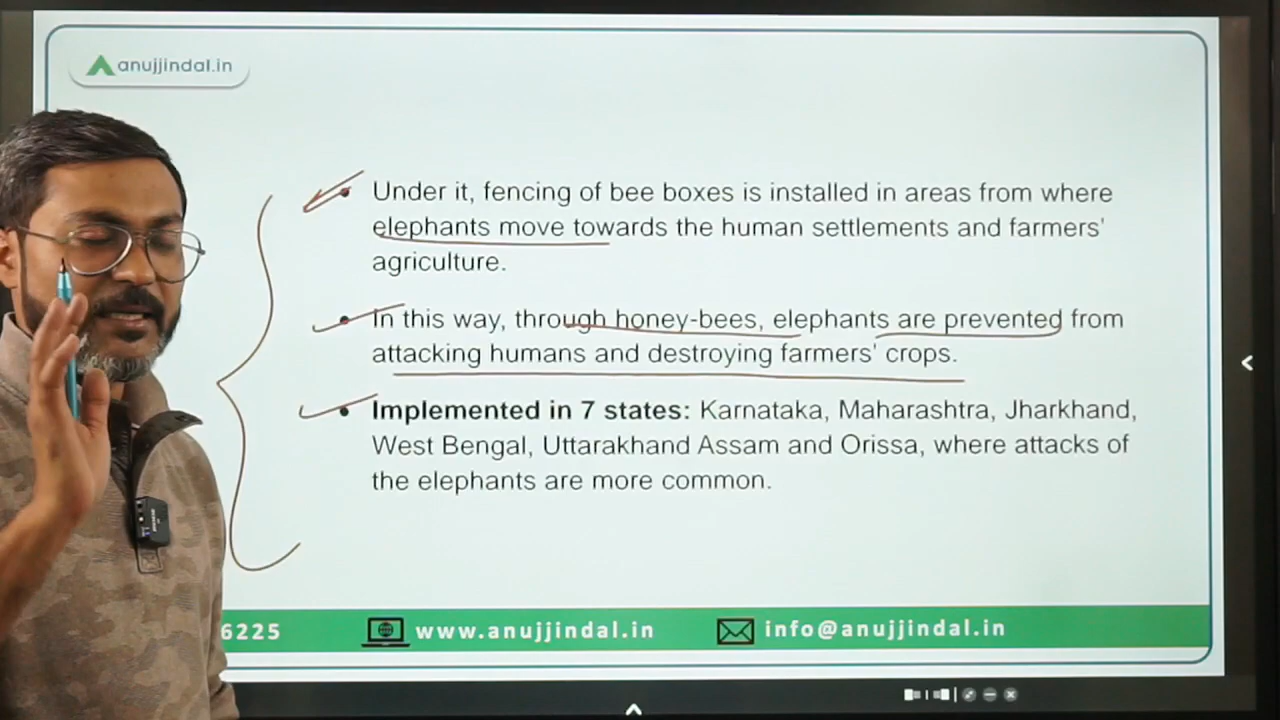 anujjindal.in
Under it, fencing of bee boxes is installed in areas from where
elephants move towards the human settlements and farmers'
agriculture.
In this way, through honey-bees, elephants are prevented from
attacking humans and destroying farmers' crops.
Implemented in 7 states: Karnataka, Maharashtra, Jharkhand,
West Bengal, Uttarakhand Assam and Orissa, where attacks of
the elephants are more common.
6225 www.anujjindal.in info@anujjindal.in